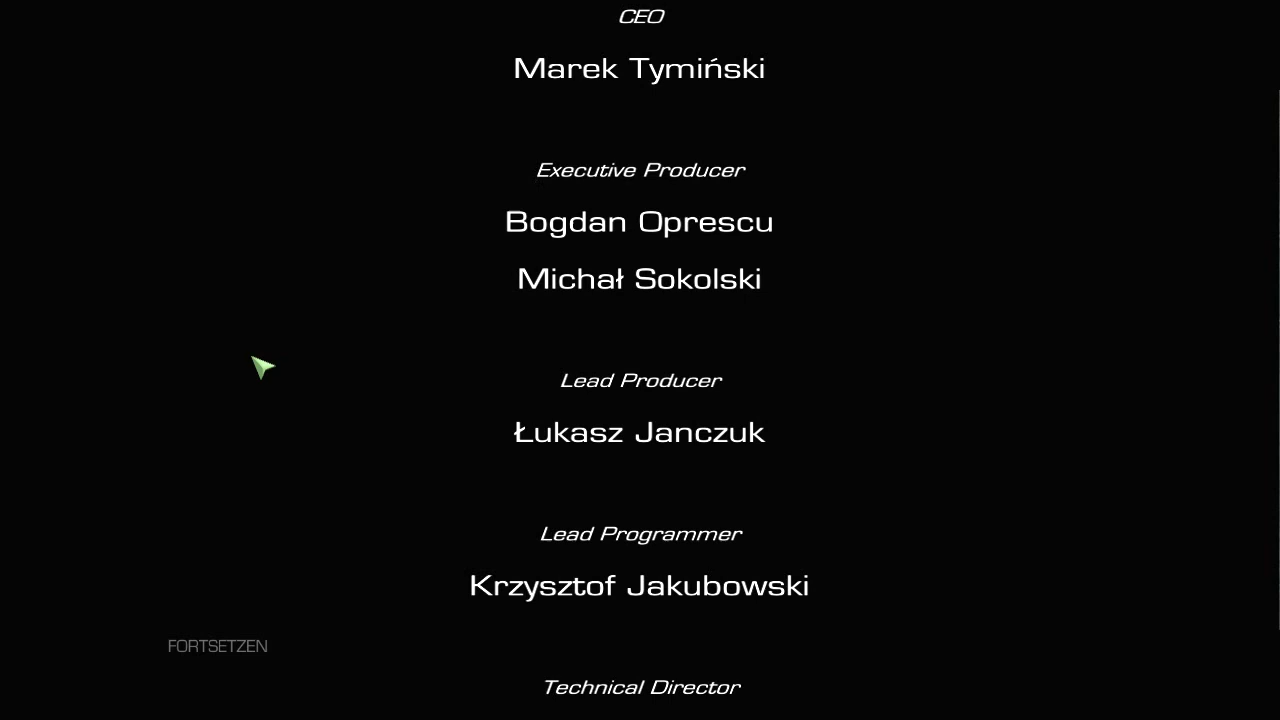 CEO
Marek Tymiński
Executive Producer
Bogdan Oprescu
Michał Sokolski
Lead Producer
Łukasz Janczuk
Lead Programmer
Krzysztof Jakubowski
FORTSETZEN
Technical Director